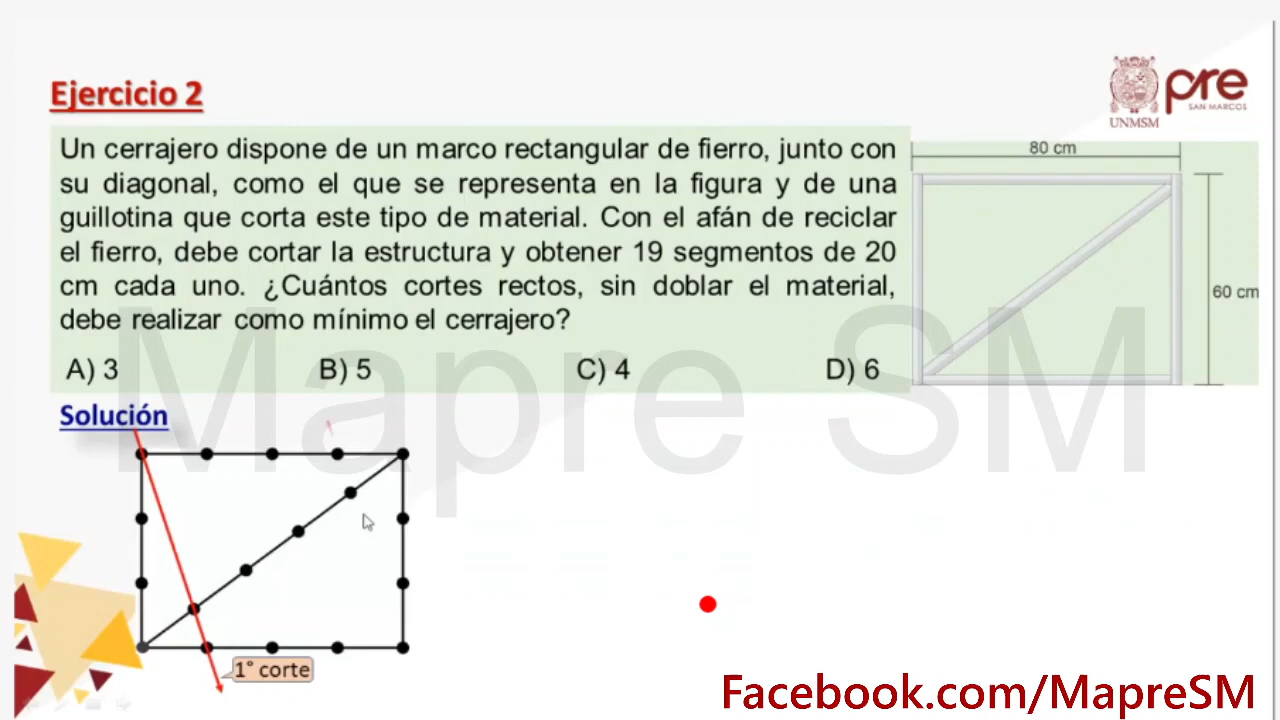 Ejercicio 2
pre
SAN MARCOS
UNMSM
Un cerrajero dispone de un marco rectangular de fierro, junto con
su diagonal, como el que se representa en la figura y de una
guillotina que corta este tipo de material. Con el afán de reciclar
el fierro, debe cortar la estructura y obtener 19 segmentos de 20
cm cada uno. ¿Cuántos cortes rectos, sin doblar el material,
debe realizar como mínimo el cerrajero?
A) 3 B) 5 C) 4 D) 6
80 cm
60 cm
Mapre SM
Solución
1° corte
Facebook.com/MapreSM